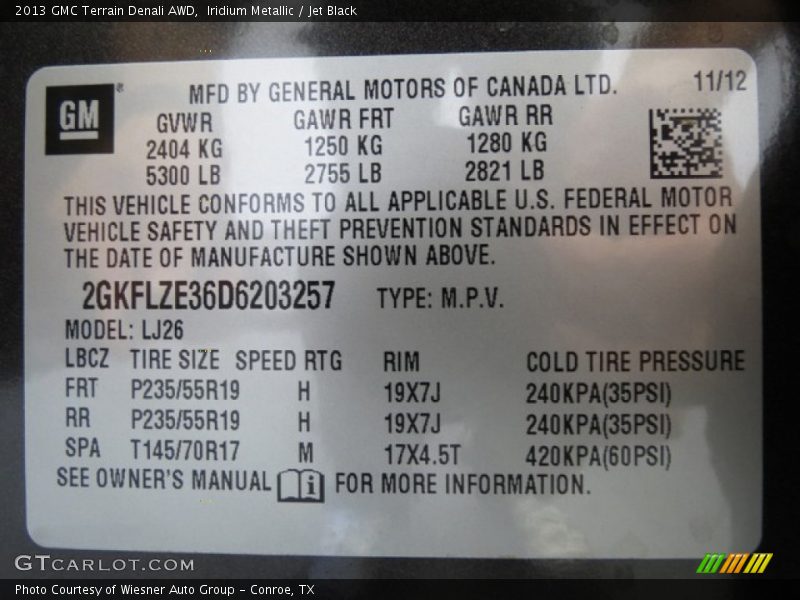 2013 GMC Terrain Denali AWD,  Iridium Metallic / Jet Black
GM ® MFD BY GENERAL MOTORS OF CANADA LTD. 11/12
GVWR GAWR FRT GAWR RR
2404 KG 1250 KG 1280 KG
5300 LB 2755 LB 2821 LB
THIS VEHICLE CONFORMS TO ALL APPLICABLE U.S. FEDERAL MOTOR
VEHICLE SAFETY AND THEFT PREVENTION STANDARDS IN EFFECT ON
THE DATE OF MANUFACTURE SHOWN ABOVE.
2GKFLZE36D6203257 TYPE: M.P.V.
MODEL: LJ26
LBCZ TIRE SIZE SPEED RTG RIM COLD TIRE PRESSURE
FRT P235/55R19 H 19X7J 240KPA(35PSI)
RR P235/55R19 H 19X7J 240KPA(35PSI)
SPA T145/70R17 M 17X4.5T 420KPA(60PSI)
SEE OWNER'S MANUAL i FOR MORE INFORMATION.
GTCARLOT.COM
Photo Courtesy of Wiesner Auto Group - Conroe, TX